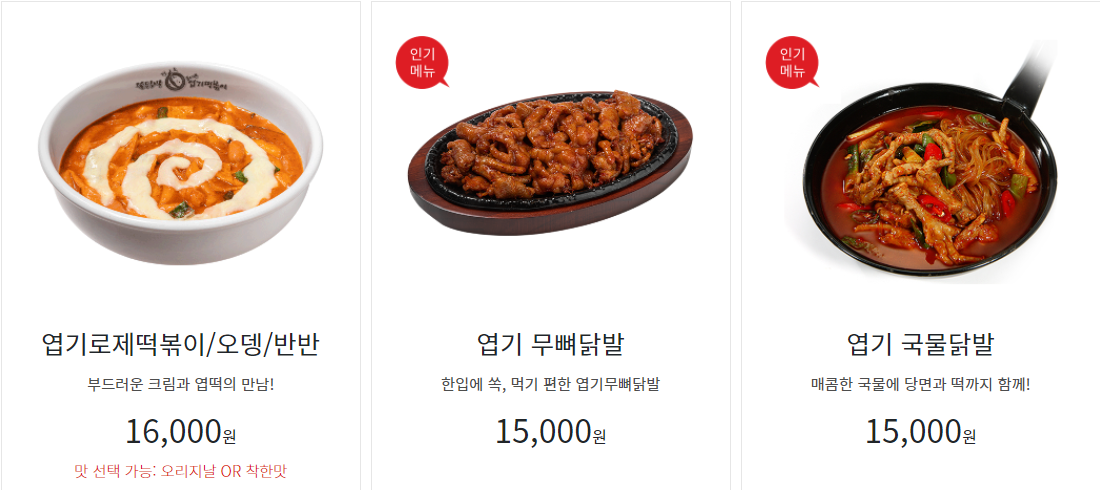 엽기로제떡볶이/오뎅/반반
부드러운 크림과 엽떡의 만남!
16,000원
맛 선택 가능: 오리지날 OR 착한맛
인기
메뉴
엽기 무뼈닭발
한입에 쏙, 먹기 편한 엽기무뼈닭발
15,000원
인기
메뉴
엽기 국물닭발
매콤한 국물에 당면과 떡까지 함께!
15,000원